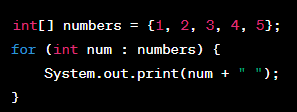 int[] numbers = {1, 2, 3, 4, 5};
for (int num : numbers) {
    System.out.print(num + " ");
}